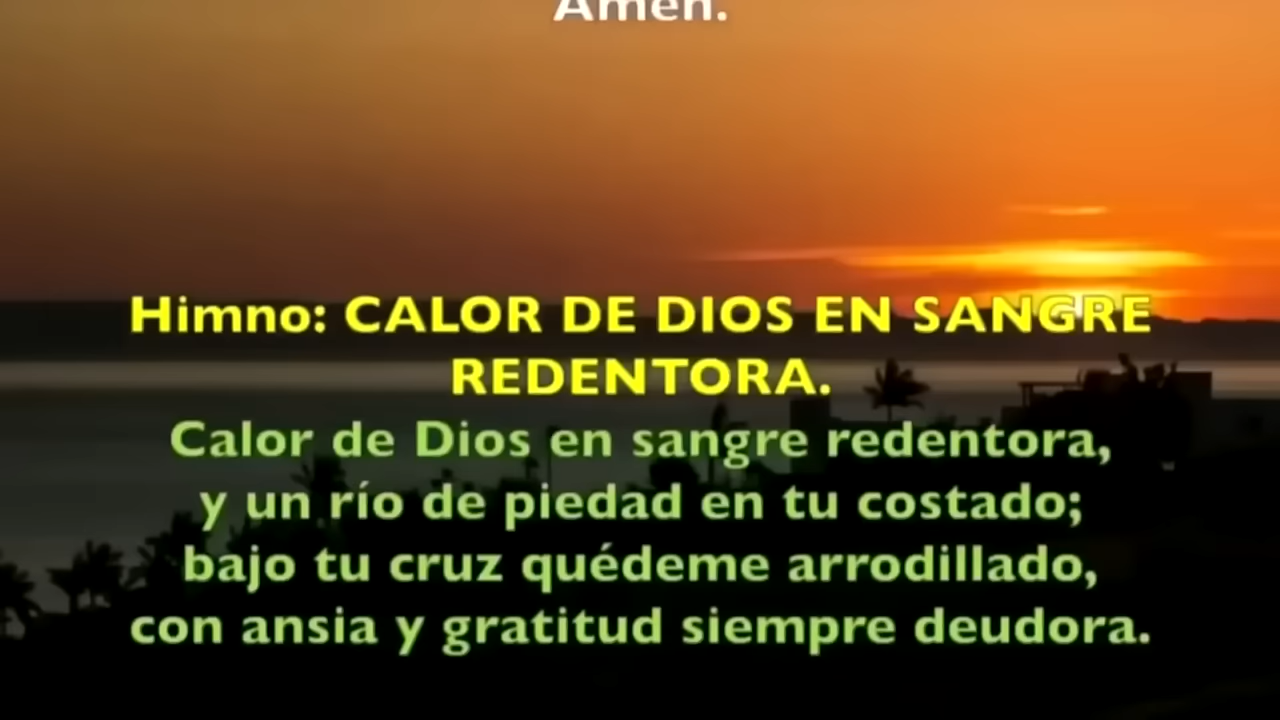 Amén.
Himno: CALOR DE DIOS EN SANGRE
REDENTORA.
Calor de Dios en sangre redentora,
y un río de piedad en tu costado;
bajo tu cruz quédeme arrodillado,
con ansia y gratitud siempre deudora.